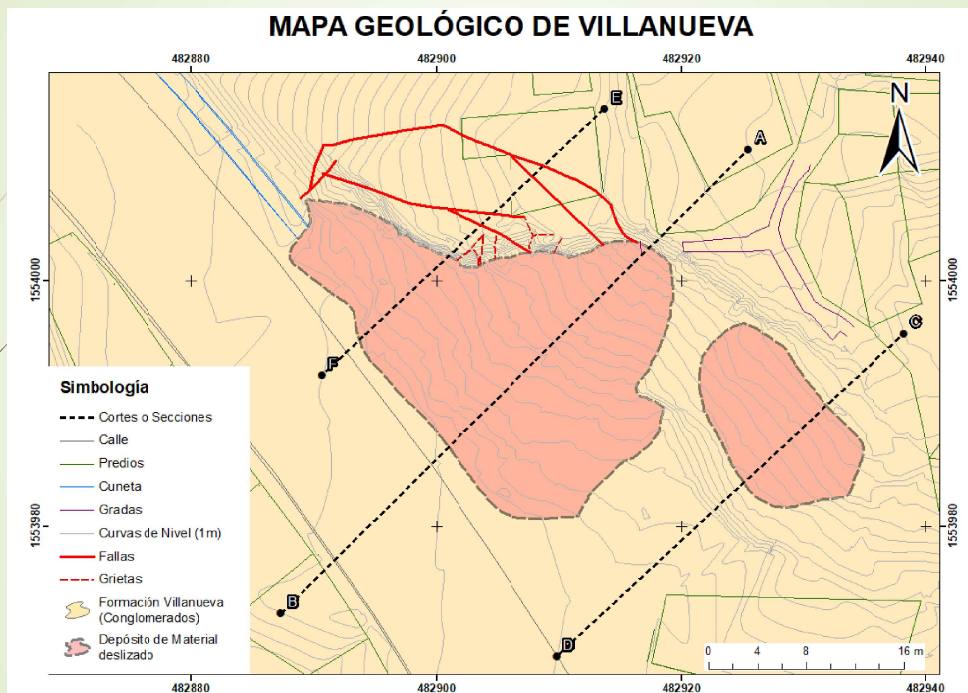 MAPA GEOLÓGICO DE VILLANUEVA
482880 482900 482920 482940
N
E
A
1554000 1554000
C
F
Simbología
Cortes o Secciones
Calle
Predios
Cuneta
Gradas
Curvas de Nivel (1m)
Fallas
Grietas
Formación Villanueva
(Conglomerados)
Depósito de Material
deslizado
1553980 1553980
B
D
0 4 8 16 m
482880 482900 482920 482940